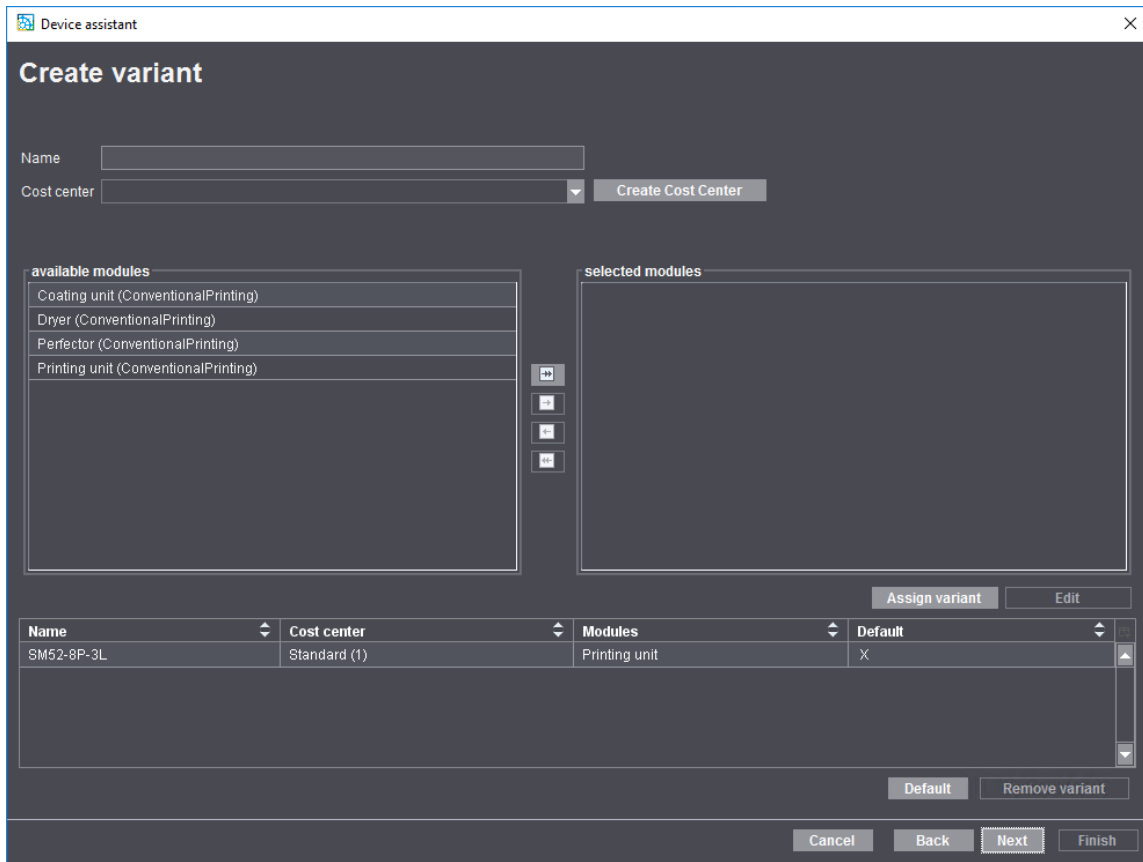 Device assistant
Create variant
Name
Cost center
Create Cost Center
available modules
selected modules
Coating unit (ConventionalPrinting)
Dryer (ConventionalPrinting)
Perfector (ConventionalPrinting)
Printing unit (ConventionalPrinting)
Assign variant Edit
Name Cost center Modules Default
SM52-8P-3L Standard (1) Printing unit X
Default Remove variant
Cancel Back Next Finish